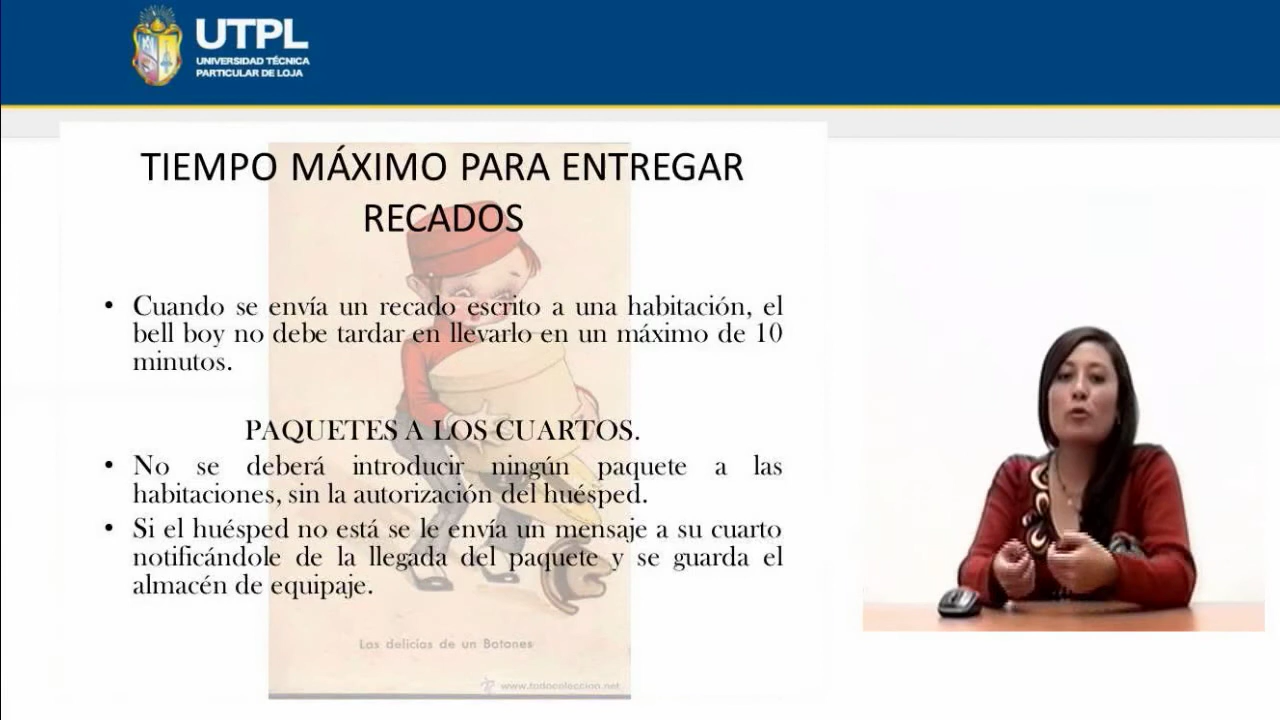 UTPL
UNIVERSIDAD TÉCNICA
PARTICULAR DE LOJA
TIEMPO MÁXIMO PARA ENTREGAR
RECADOS
• Cuando se envía un recado escrito a una habitación, el
bell boy no debe tardar en llevarlo en un máximo de 10
minutos.
PAQUETES A LOS CUARTOS.
• No se deberá introducir ningún paquete a las
habitaciones, sin la autorización del huésped.
• Si el huésped no está se le envía un mensaje a su cuarto
notificándole de la llegada del paquete y se guarda el
almacén de equipaje.
Las delicias de un Botones
www.todocoleccion.net